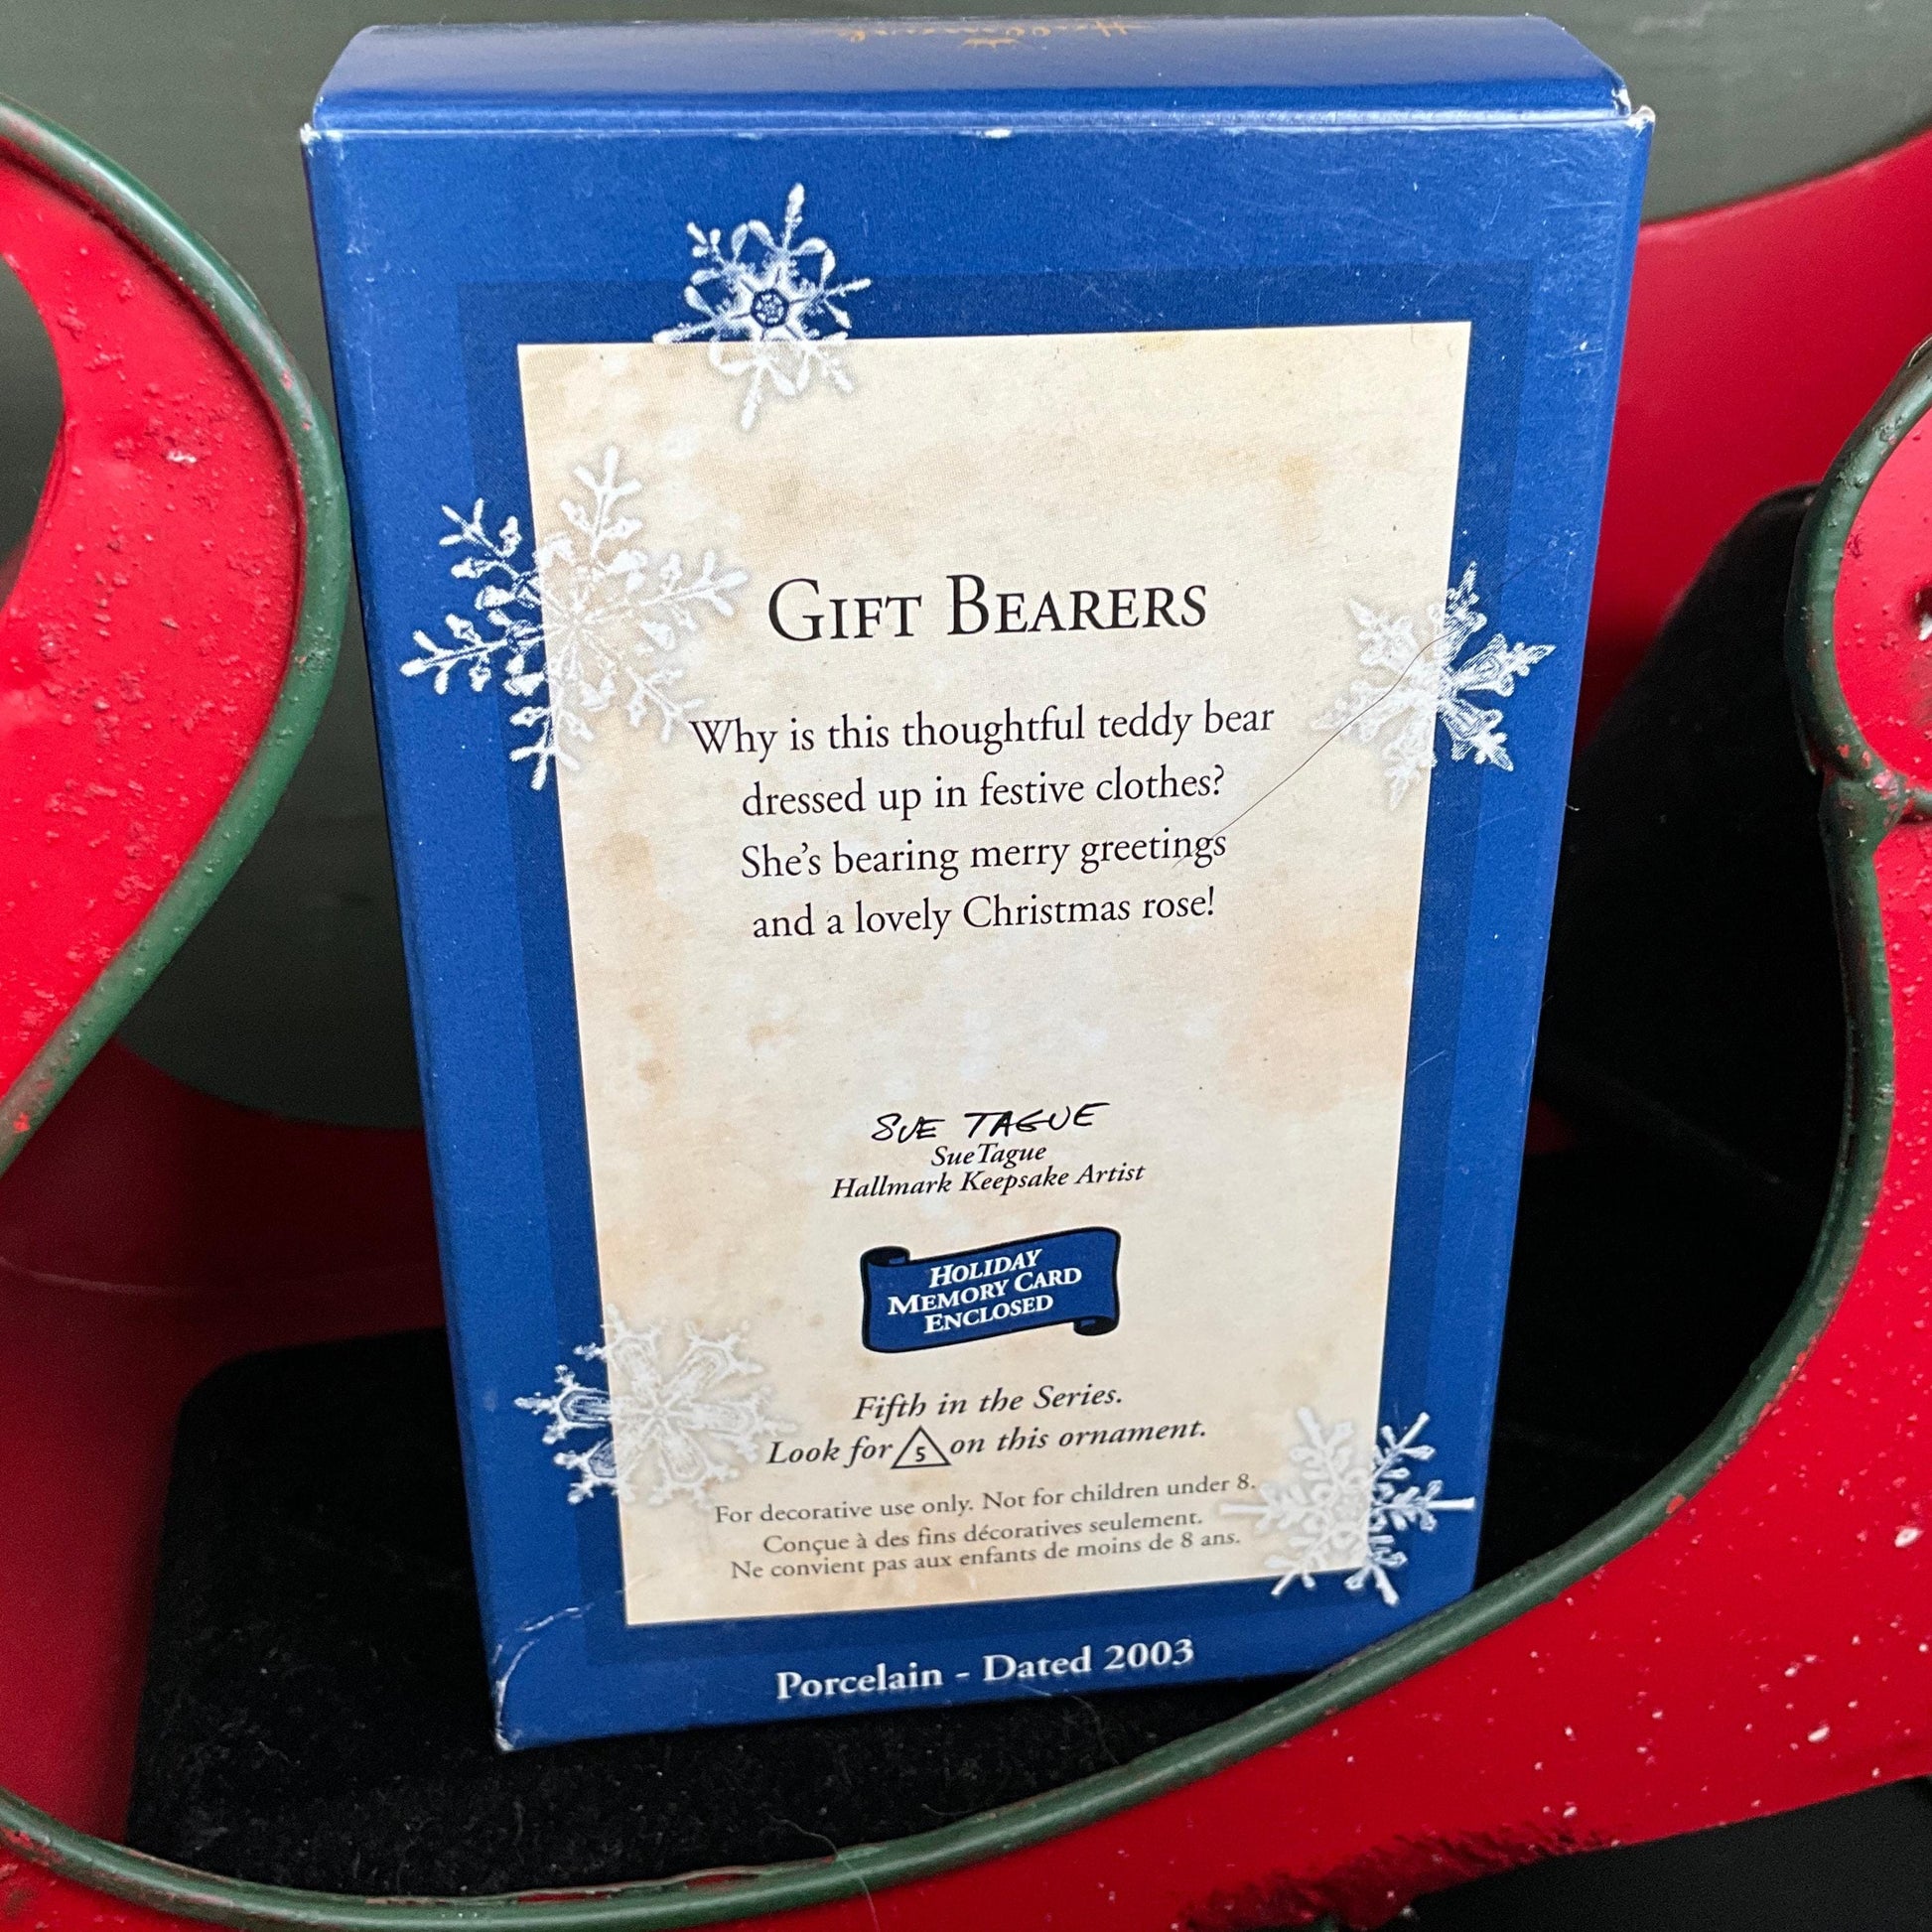 Hallmark
GIFT BEARERS
Why is this thoughtful teddy bear
dressed up in festive clothes?
She's bearing merry greetings
and a lovely Christmas rose!
SUE TAGUE
Sue Tague
Hallmark Keepsake Artist
HOLIDAY
MEMORY CARD
ENCLOSED
Fifth in the Series.
Look for 5 on this ornament.
For decorative use only. Not for children under 8.
Conçue à des fins décoratives seulement.
Ne convient pas aux enfants de moins de 8 ans.
Porcelain - Dated 2003